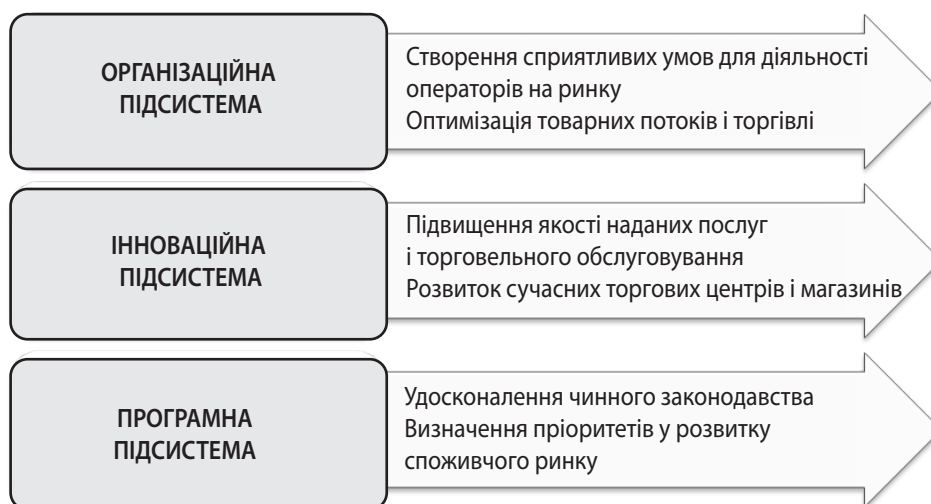 ОРГАНІЗАЦІЙНА
ПІДСИСТЕМА
Створення сприятливих умов для діяльності
операторів на ринку
Оптимізація товарних потоків і торгівлі
ІННОВАЦІЙНА
ПІДСИСТЕМА
Підвищення якості наданих послуг
і торговельного обслуговування
Розвиток сучасних торгових центрів і магазинів
ПРОГРАМНА
ПІДСИСТЕМА
Удосконалення чинного законодавства
Визначення пріоритетів у розвитку
споживчого ринку